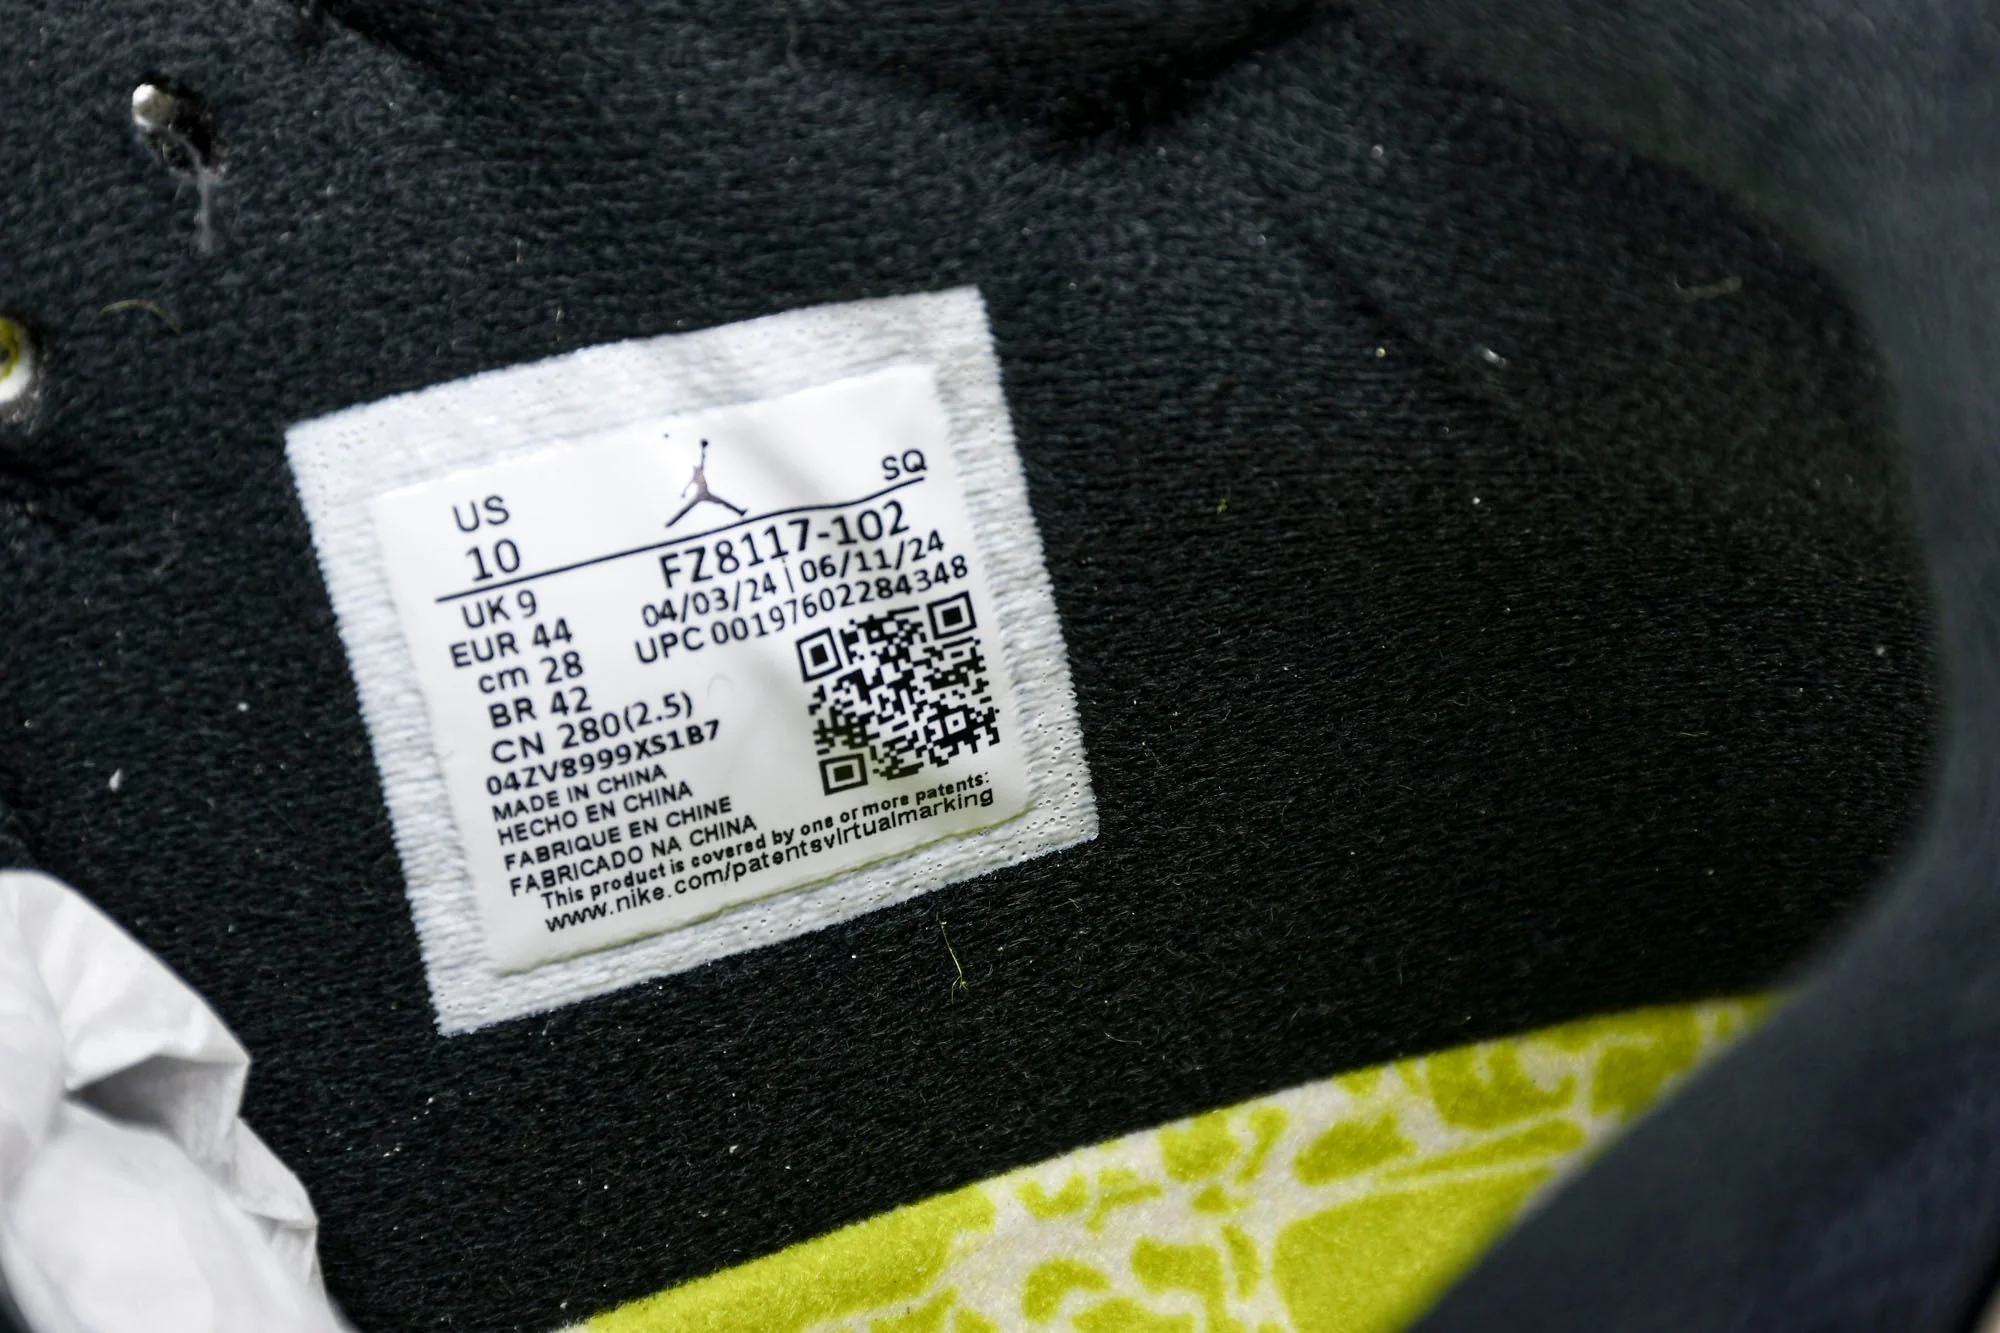 US SQ
10 FZ8117-102
UK 9 04/03/24 | 06/11/24
EUR 44 UPC 00197602284348
cm 28
BR 42
CN 280(2.5)
04ZV8999XS1B7
MADE IN CHINA
HECHO EN CHINA
FABRIQUE EN CHINE
FABRICADO NA CHINA
This product is covered by one or more patents:
www.nike.com/patentsvirtualmarking